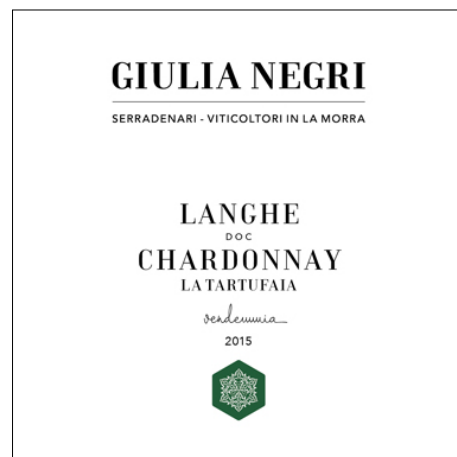 GIULIA NEGRI
SERRADENARI - VITICOLTORI IN LA MORRA
LANGHE
DOC
CHARDONNAY
LA TARTUFAIA
vendemmia
2015